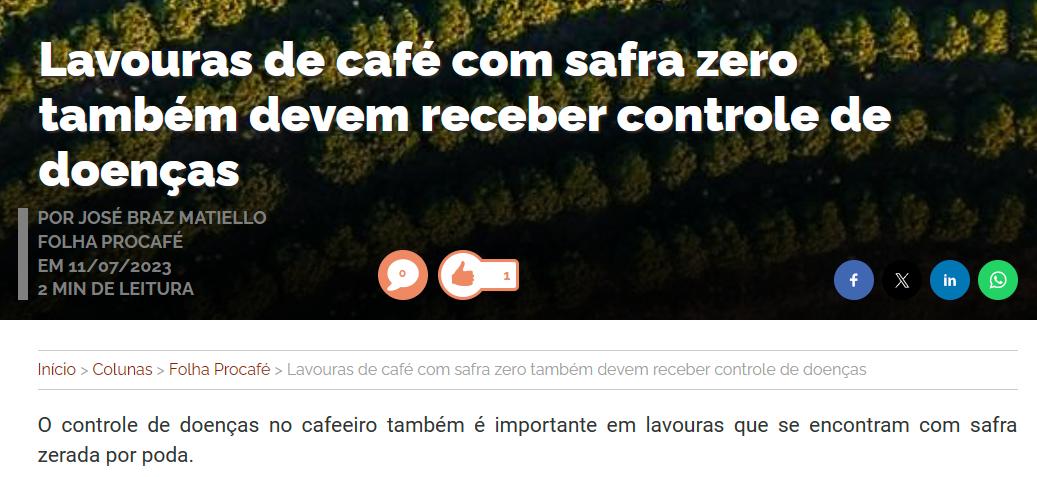 Lavouras de café com safra zero
também devem receber controle de
doenças
POR JOSÉ BRAZ MATIELLO
FOLHA PROCAFÉ
EM 11/07/2023
2 MIN DE LEITURA
0
1
Início > Colunas > Folha Procafé > Lavouras de café com safra zero também devem receber controle de doenças
O controle de doenças no cafeeiro também é importante em lavouras que se encontram com safra
zerada por poda.